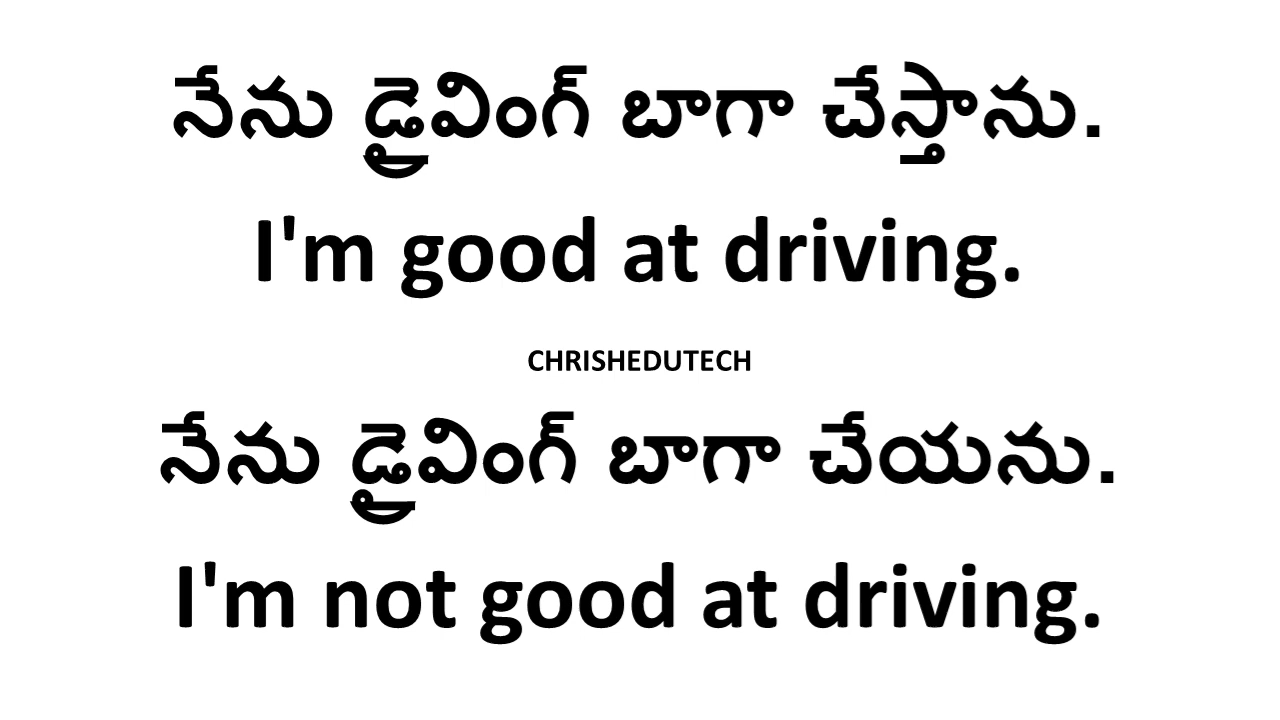 నేను డ్రైవింగ్ బాగా చేస్తాను.
I'm good at driving.
CHRISHEDUTECH
నేను డ్రైవింగ్ బాగా చేయను.
I'm not good at driving.